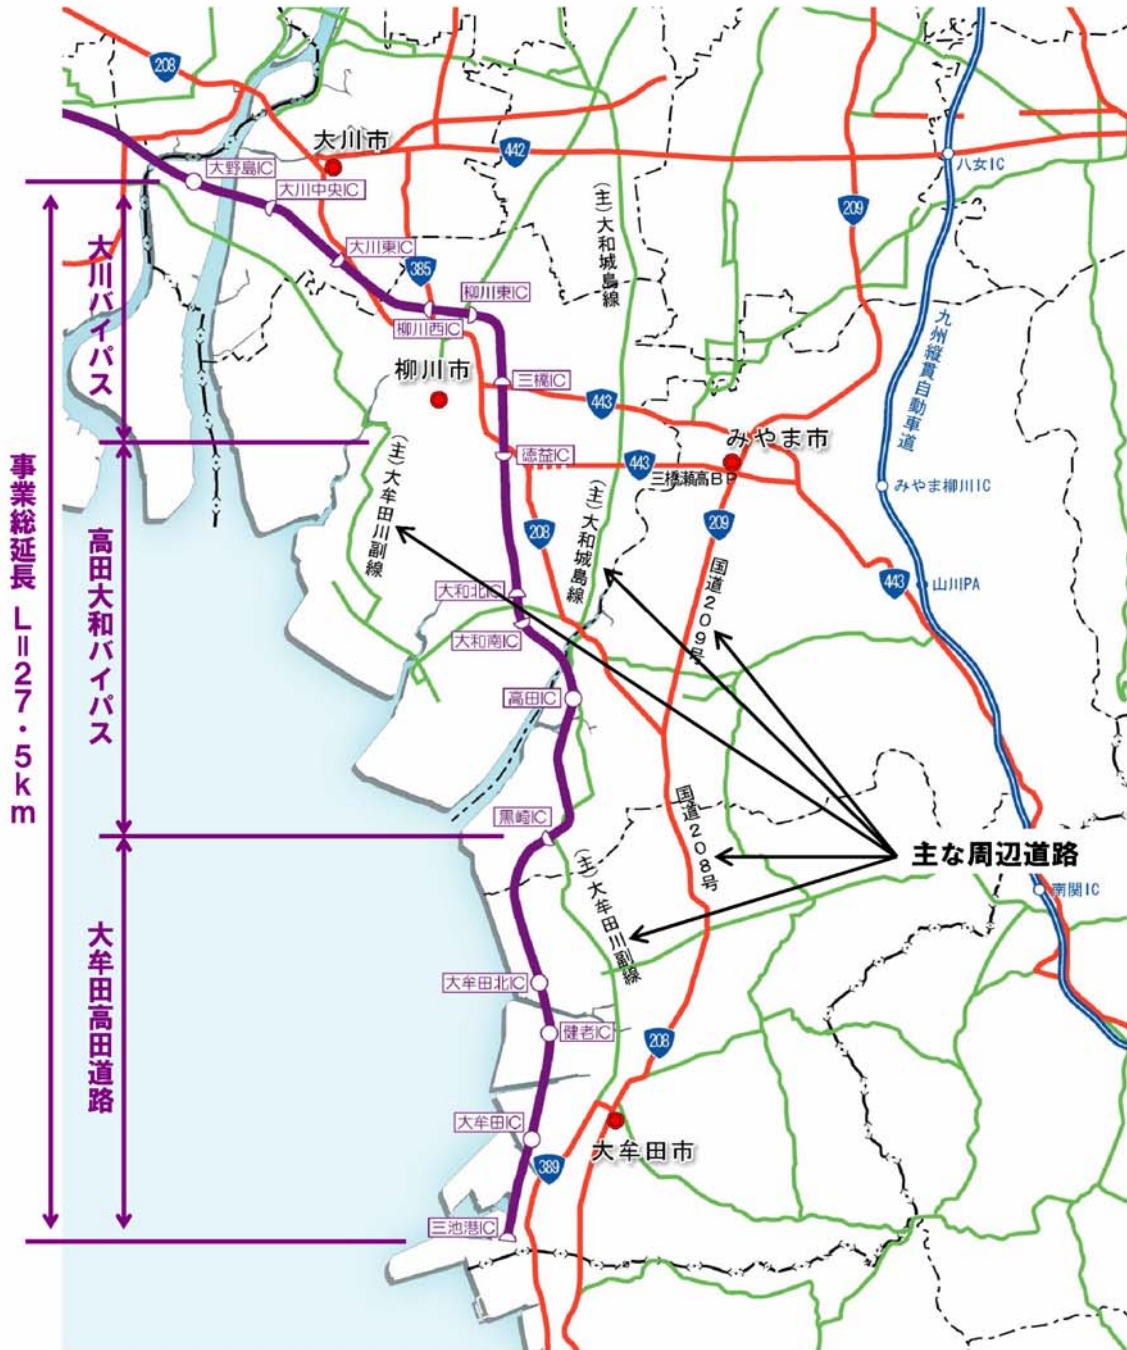 208
大川市
442
大野島IC
大川中央IC
八女IC
(主)大和城島線
209
大川東IC
385
柳川東IC
柳川西IC
九州縦貫自動車道
大川バイパス
柳川市
三橋IC
443
みやま市
徳益IC
443
三橋瀬高BP
みやま柳川IC
(主)大牟田川副線
事業総延長 L=27・5km
高田大和バイパス
208
(主)大和城島線
209
国道209号
443
山川PA
大和北IC
大和南IC
高田IC
国道208号
黒崎IC
主な周辺道路
(主)大牟田川副線
南関IC
大牟田高田道路
大牟田北IC
健老IC
208
大牟田IC
大牟田市
389
三池港IC